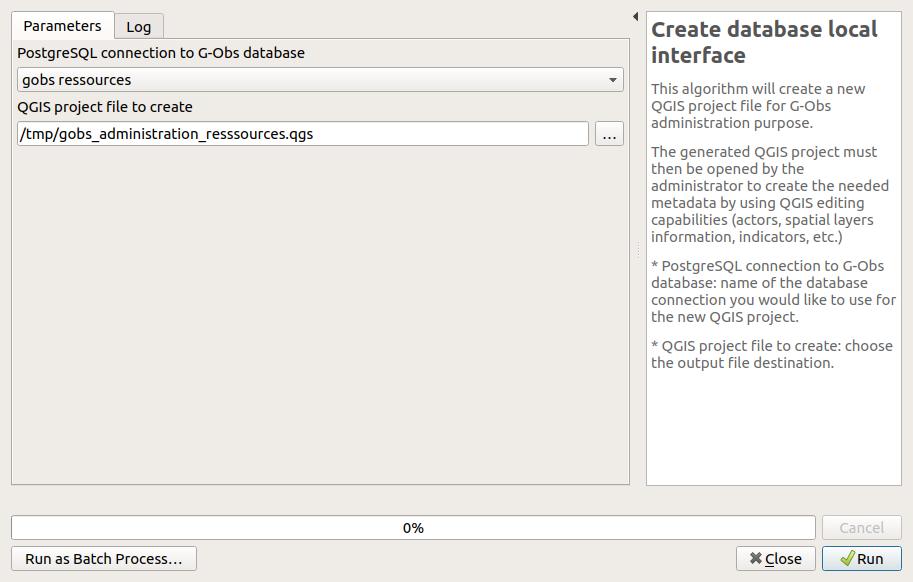 Parameters
Log
PostgreSQL connection to G-Obs database
gobs ressources
QGIS project file to create
/tmp/gobs_administration_resssources.qgs
...
Create database local
interface
This algorithm will create a new
QGIS project file for G-Obs
administration purpose.
The generated QGIS project must
then be opened by the
administrator to create the needed
metadata by using QGIS editing
capabilities (actors, spatial layers
information, indicators, etc.)
* PostgreSQL connection to G-Obs
database: name of the database
connection you would like to use for
the new QGIS project.
* QGIS project file to create: choose
the output file destination.
0%
Cancel
Run as Batch Process...
Close
Run